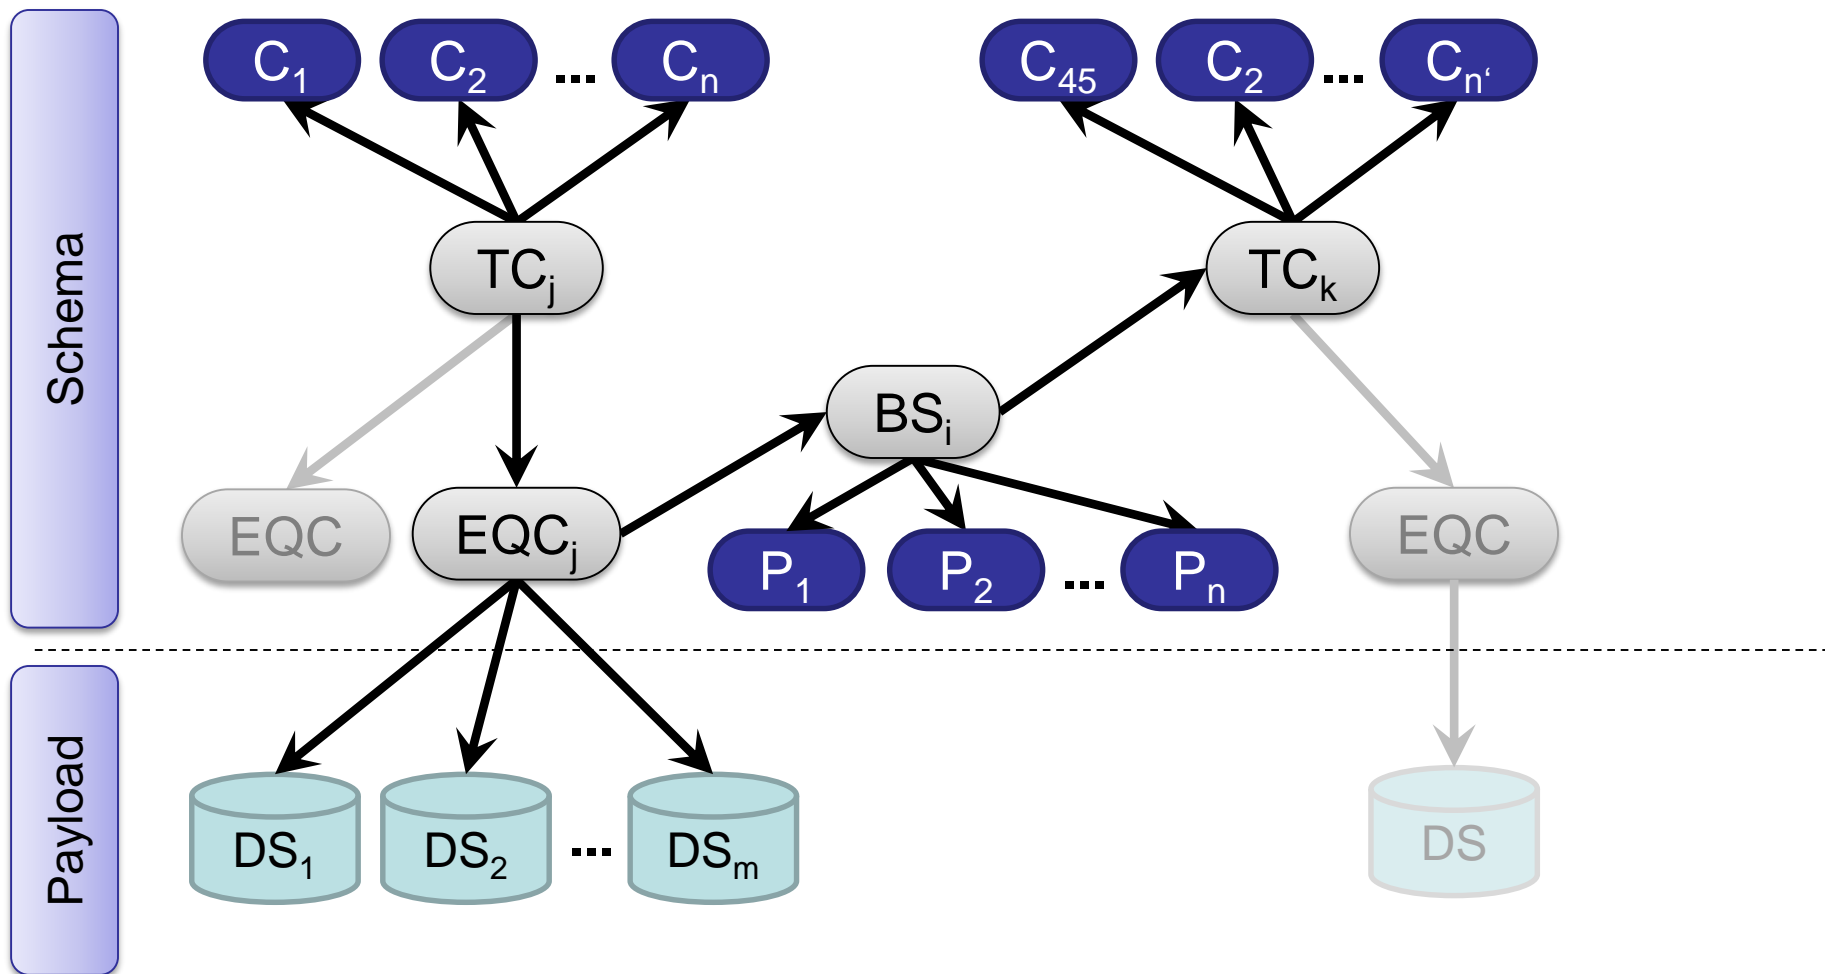 Schema
C1 C2 ... Cn C45 C2 ... Cn‘
TCj TCk
BSi
EQC EQCj EQC
P1 P2 ... Pn
Payload
DS1 DS2 ... DSm DS